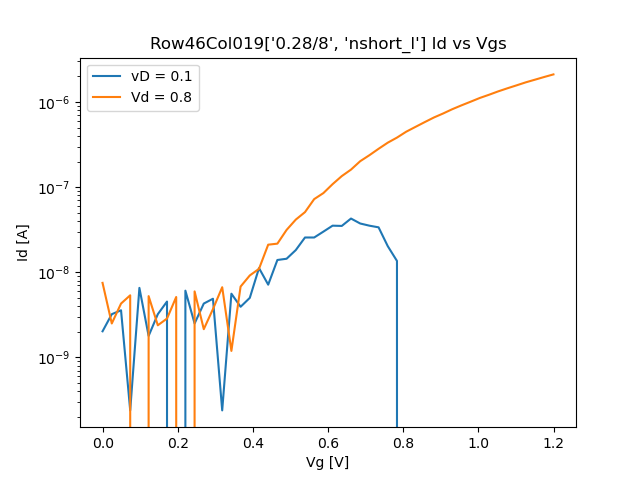 Row46Col019['0.28/8', 'nshort_l'] Id vs Vgs
vD = 0.1
Vd = 0.8
10⁻⁶
10⁻⁷
10⁻⁸
10⁻⁹
Id [A]
0.0 0.2 0.4 0.6 0.8 1.0 1.2
Vg [V]